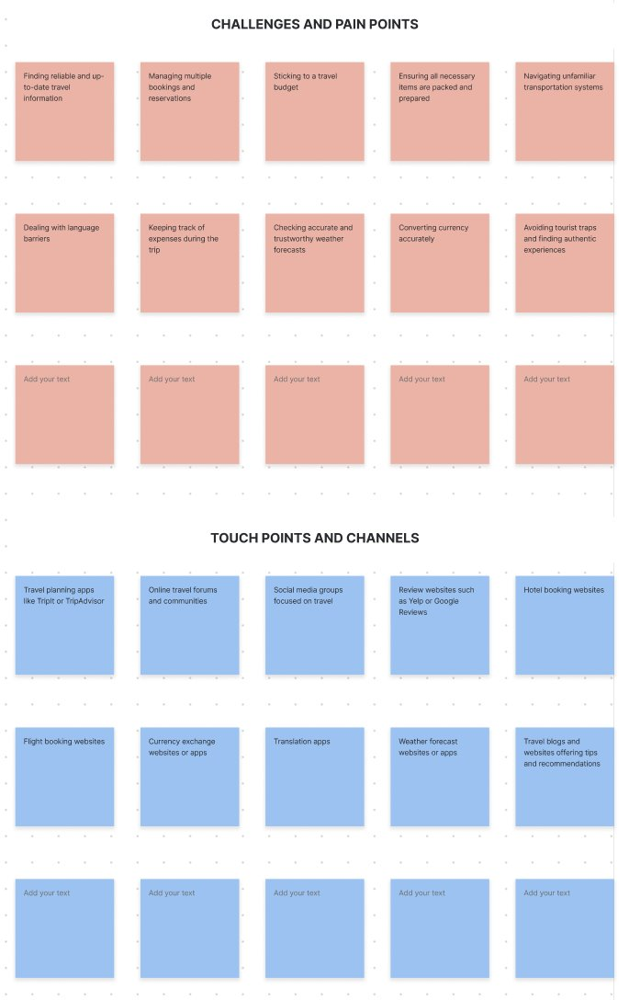 CHALLENGES AND PAIN POINTS
Finding reliable and up-
to-date travel
information
Managing multiple
bookings and
reservations
Sticking to a travel
budget
Ensuring all necessary
items are packed and
prepared
Navigating unfamiliar
transportation systems
Dealing with language
barriers
Keeping track of
expenses during the
trip
Checking accurate and
trustworthy weather
forecasts
Converting currency
accurately
Avoiding tourist traps
and finding authentic
experiences
Add your text
Add your text
Add your text
Add your text
Add your text
TOUCH POINTS AND CHANNELS
Travel planning apps
like TripIt or TripAdvisor
Online travel forums
and communities
Social media groups
focused on travel
Review websites such
as Yelp or Google
Reviews
Hotel booking websites
Flight booking websites
Currency exchange
websites or apps
Translation apps
Weather forecast
websites or apps
Travel blogs and
websites offering tips
and recommendations
Add your text
Add your text
Add your text
Add your text
Add your text